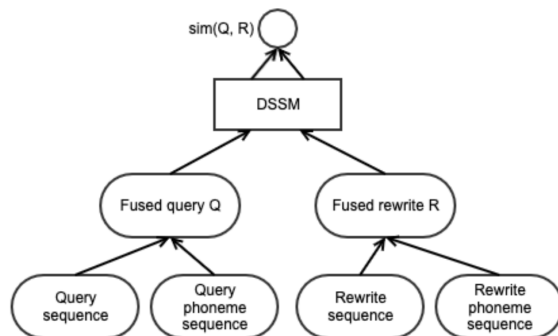 sim(Q, R)
DSSM
Fused query Q
Fused rewrite R
Query
sequence
Query
phoneme
sequence
Rewrite
sequence
Rewrite
phoneme
sequence